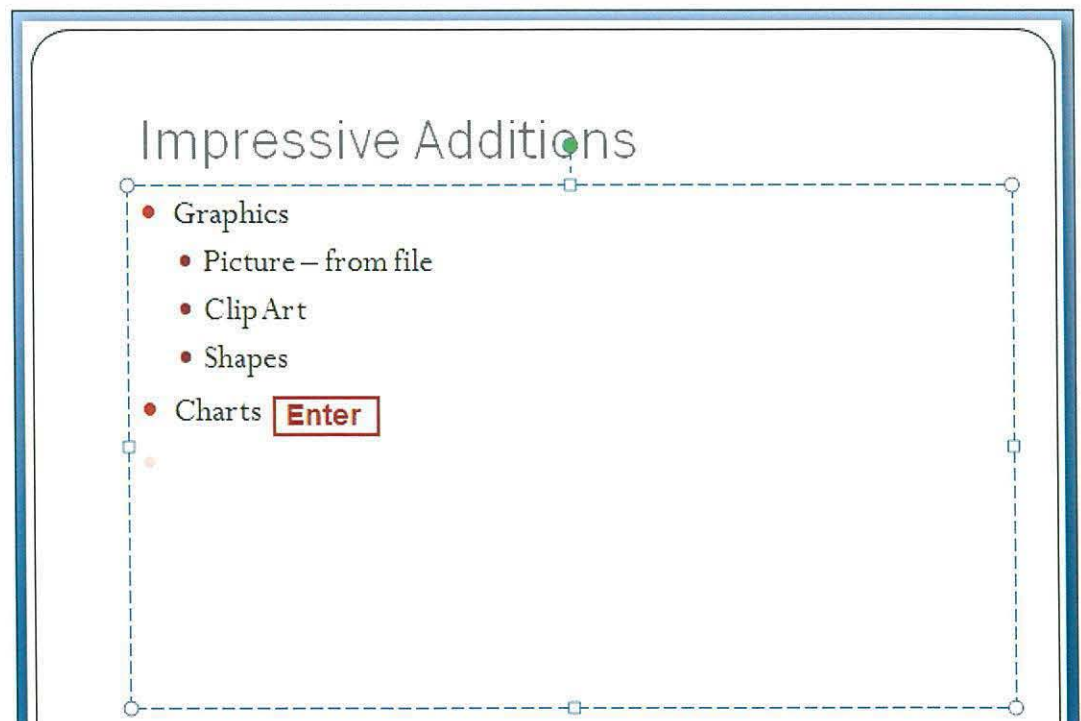 Impressive Additions
Graphics
Picture – from file
Clip Art
Shapes
Charts Enter